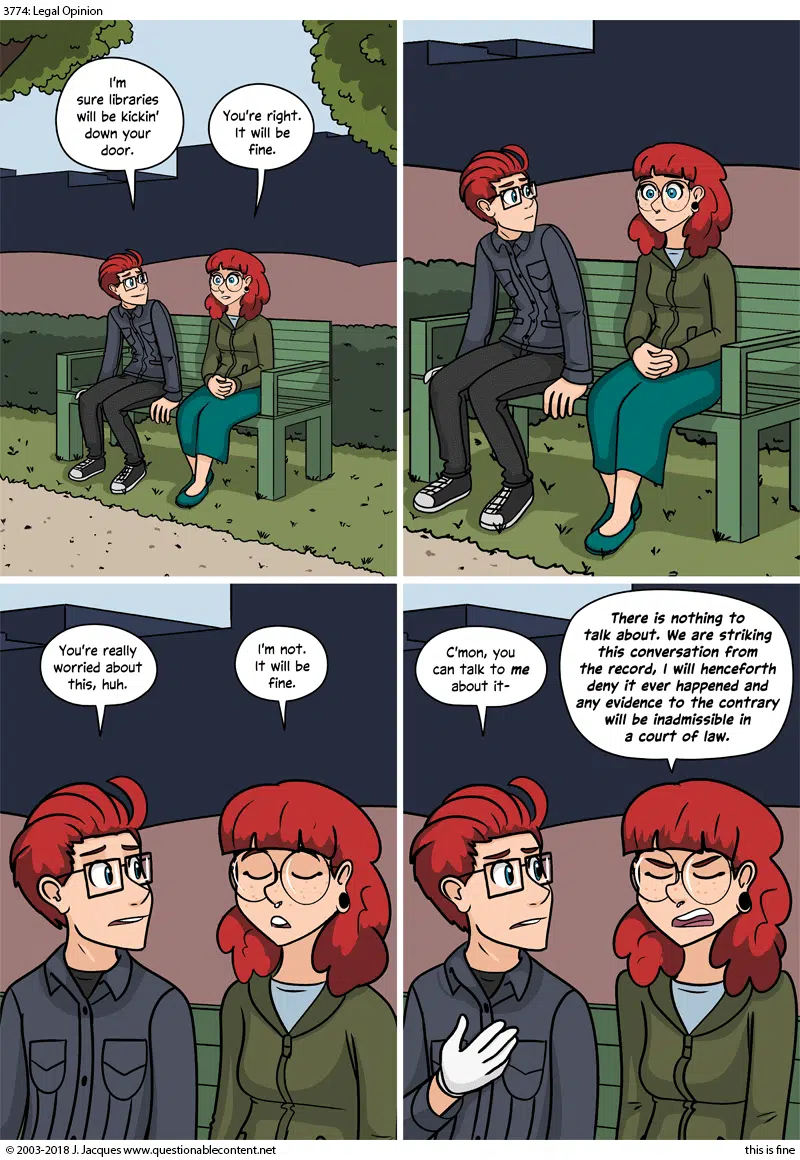 3774: Legal Opinion
I'm
sure libraries
will be kickin'
down your
door.
You're right.
It will be
fine.
You're really
worried about
this, huh.
I'm not.
It will be
fine.
C'mon, you
can talk to me
about it-
There is nothing to
talk about. We are striking
this conversation from
the record, I will henceforth
deny it ever happened and
any evidence to the contrary
will be inadmissible in
a court of law.
© 2003-2018 J. Jacques www.questionablecontent.net
this is fine